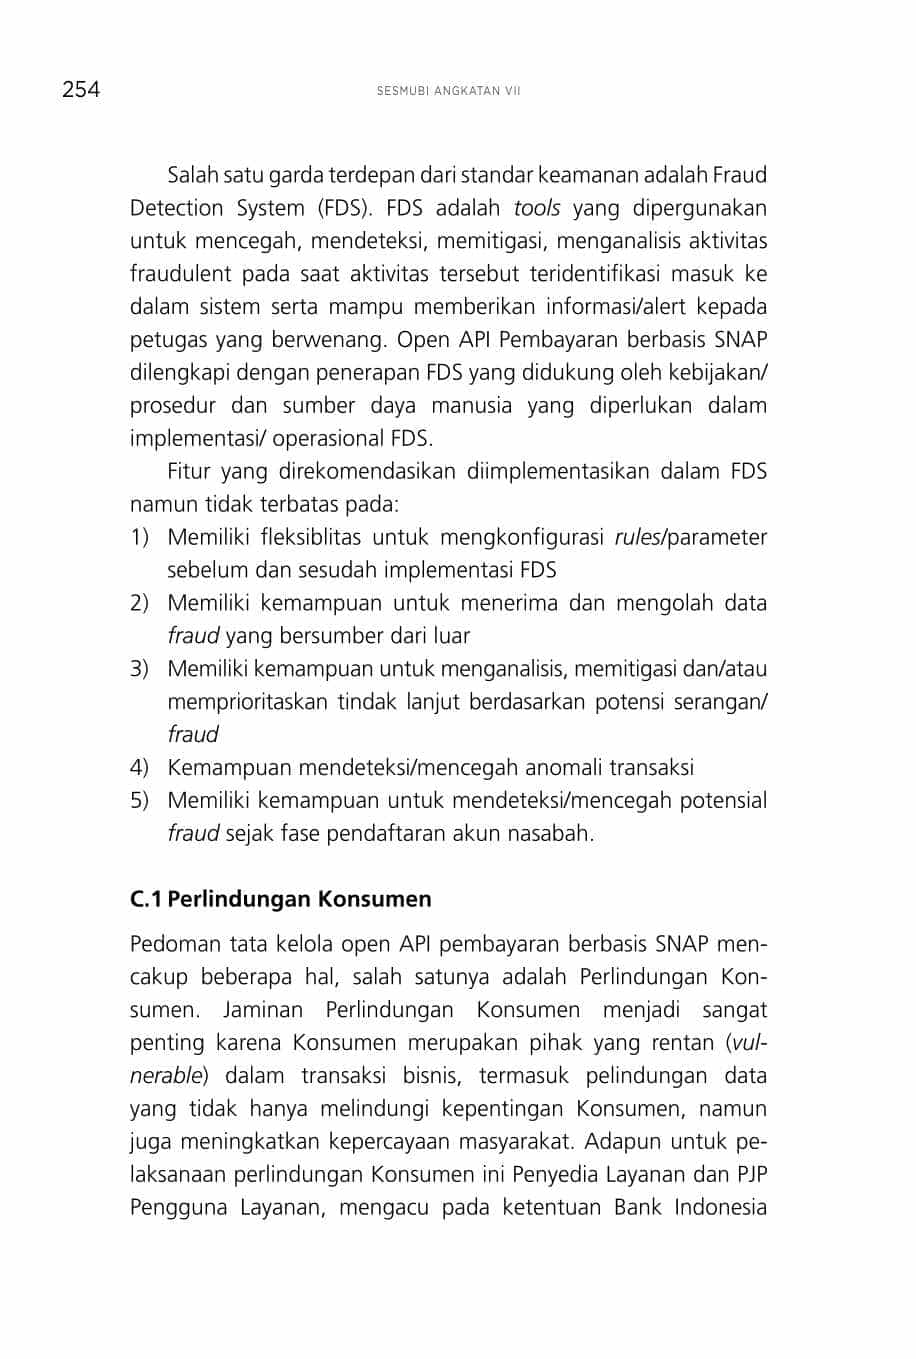 254
SESMUBI ANGKATAN VII
Salah satu garda terdepan dari standar keamanan adalah Fraud
Detection System (FDS). FDS adalah tools yang dipergunakan
untuk mencegah, mendeteksi, memitigasi, menganalisis aktivitas
fraudulent pada saat aktivitas tersebut teridentifikasi masuk ke
dalam sistem serta mampu memberikan informasi/alert kepada
petugas yang berwenang. Open API Pembayaran berbasis SNAP
dilengkapi dengan penerapan FDS yang didukung oleh kebijakan/
prosedur dan sumber daya manusia yang diperlukan dalam
implementasi/ operasional FDS.
Fitur yang direkomendasikan diimplementasikan dalam FDS
namun tidak terbatas pada:
1) Memiliki fleksiblitas untuk mengkonfigurasi rules/parameter
sebelum dan sesudah implementasi FDS
2) Memiliki kemampuan untuk menerima dan mengolah data
fraud yang bersumber dari luar
3) Memiliki kemampuan untuk menganalisis, memitigasi dan/atau
memprioritaskan tindak lanjut berdasarkan potensi serangan/
fraud
4) Kemampuan mendeteksi/mencegah anomali transaksi
5) Memiliki kemampuan untuk mendeteksi/mencegah potensial
fraud sejak fase pendaftaran akun nasabah.
C.1 Perlindungan Konsumen
Pedoman tata kelola open API pembayaran berbasis SNAP men-
cakup beberapa hal, salah satunya adalah Perlindungan Kon-
sumen. Jaminan Perlindungan Konsumen menjadi sangat
penting karena Konsumen merupakan pihak yang rentan (vul-
nerable) dalam transaksi bisnis, termasuk pelindungan data
yang tidak hanya melindungi kepentingan Konsumen, namun
juga meningkatkan kepercayaan masyarakat. Adapun untuk pe-
laksanaan perlindungan Konsumen ini Penyedia Layanan dan PJP
Pengguna Layanan, mengacu pada ketentuan Bank Indonesia